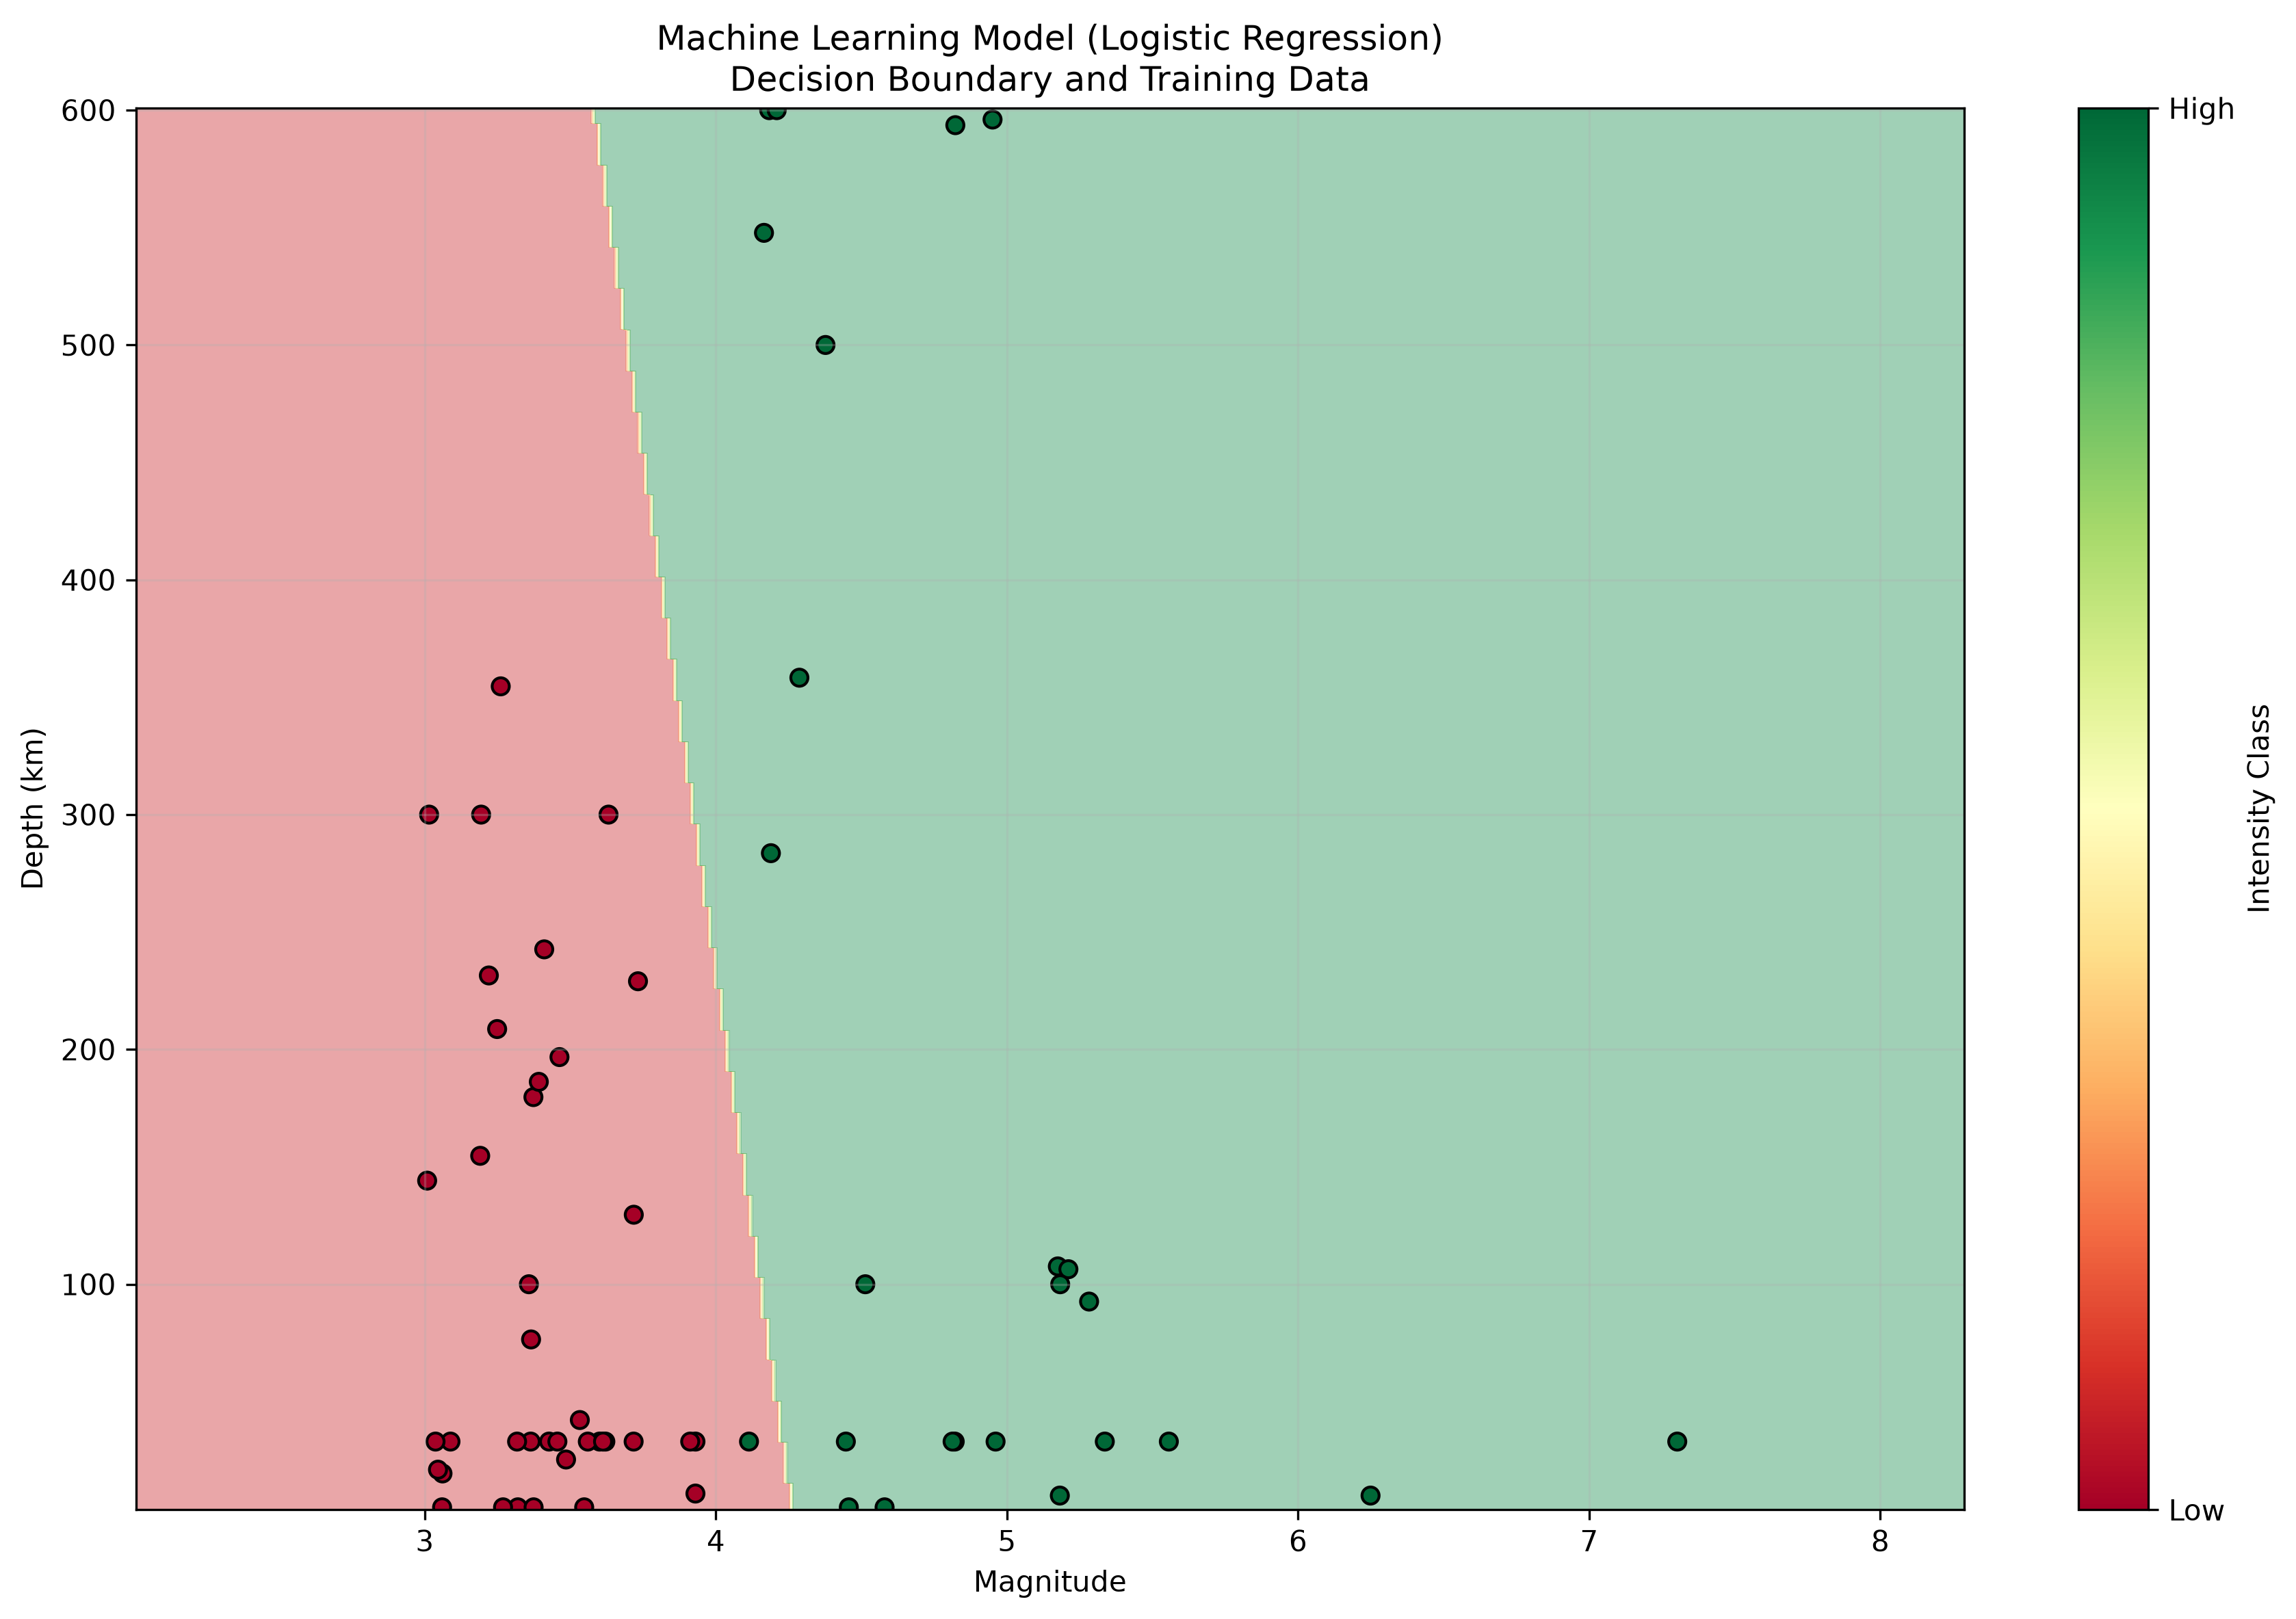 Machine Learning Model (Logistic Regression)
Decision Boundary and Training Data
600
500
400
300
200
100
Depth (km)
3
4
5
6
7
8
Magnitude
High
Low
Intensity Class